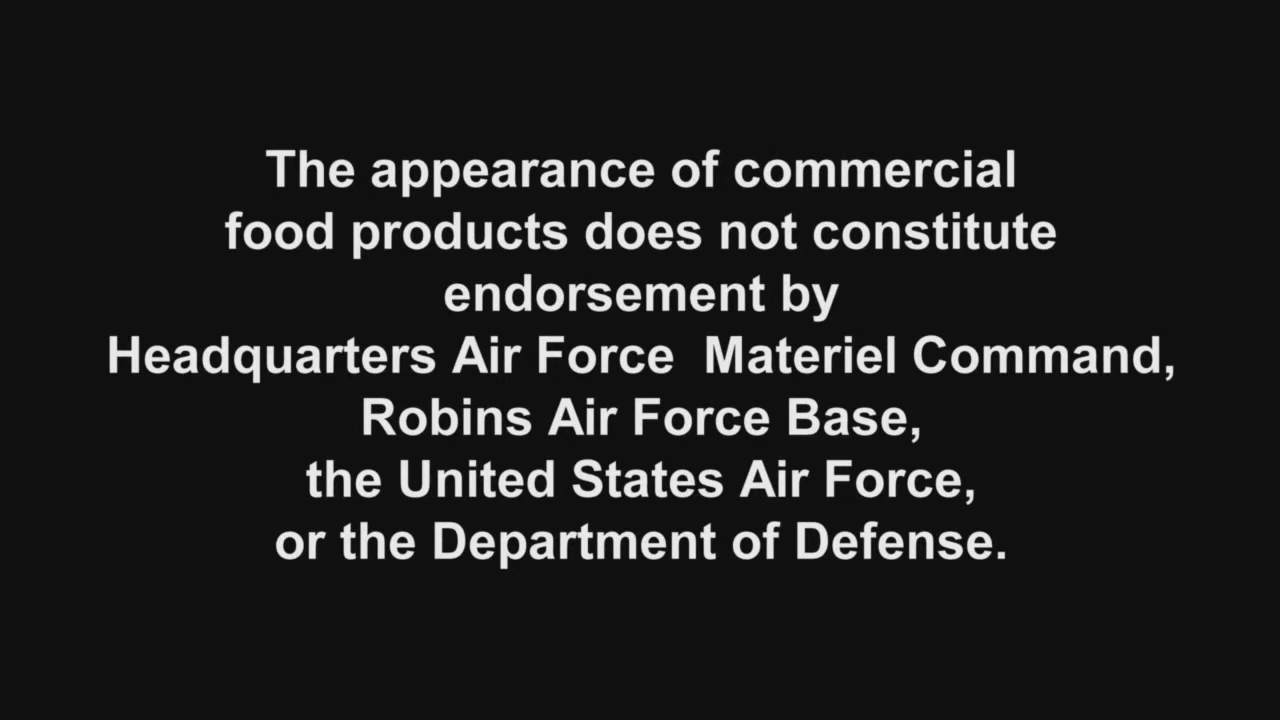 The appearance of commercial
food products does not constitute
endorsement by
Headquarters Air Force  Materiel Command,
Robins Air Force Base,
the United States Air Force,
or the Department of Defense.